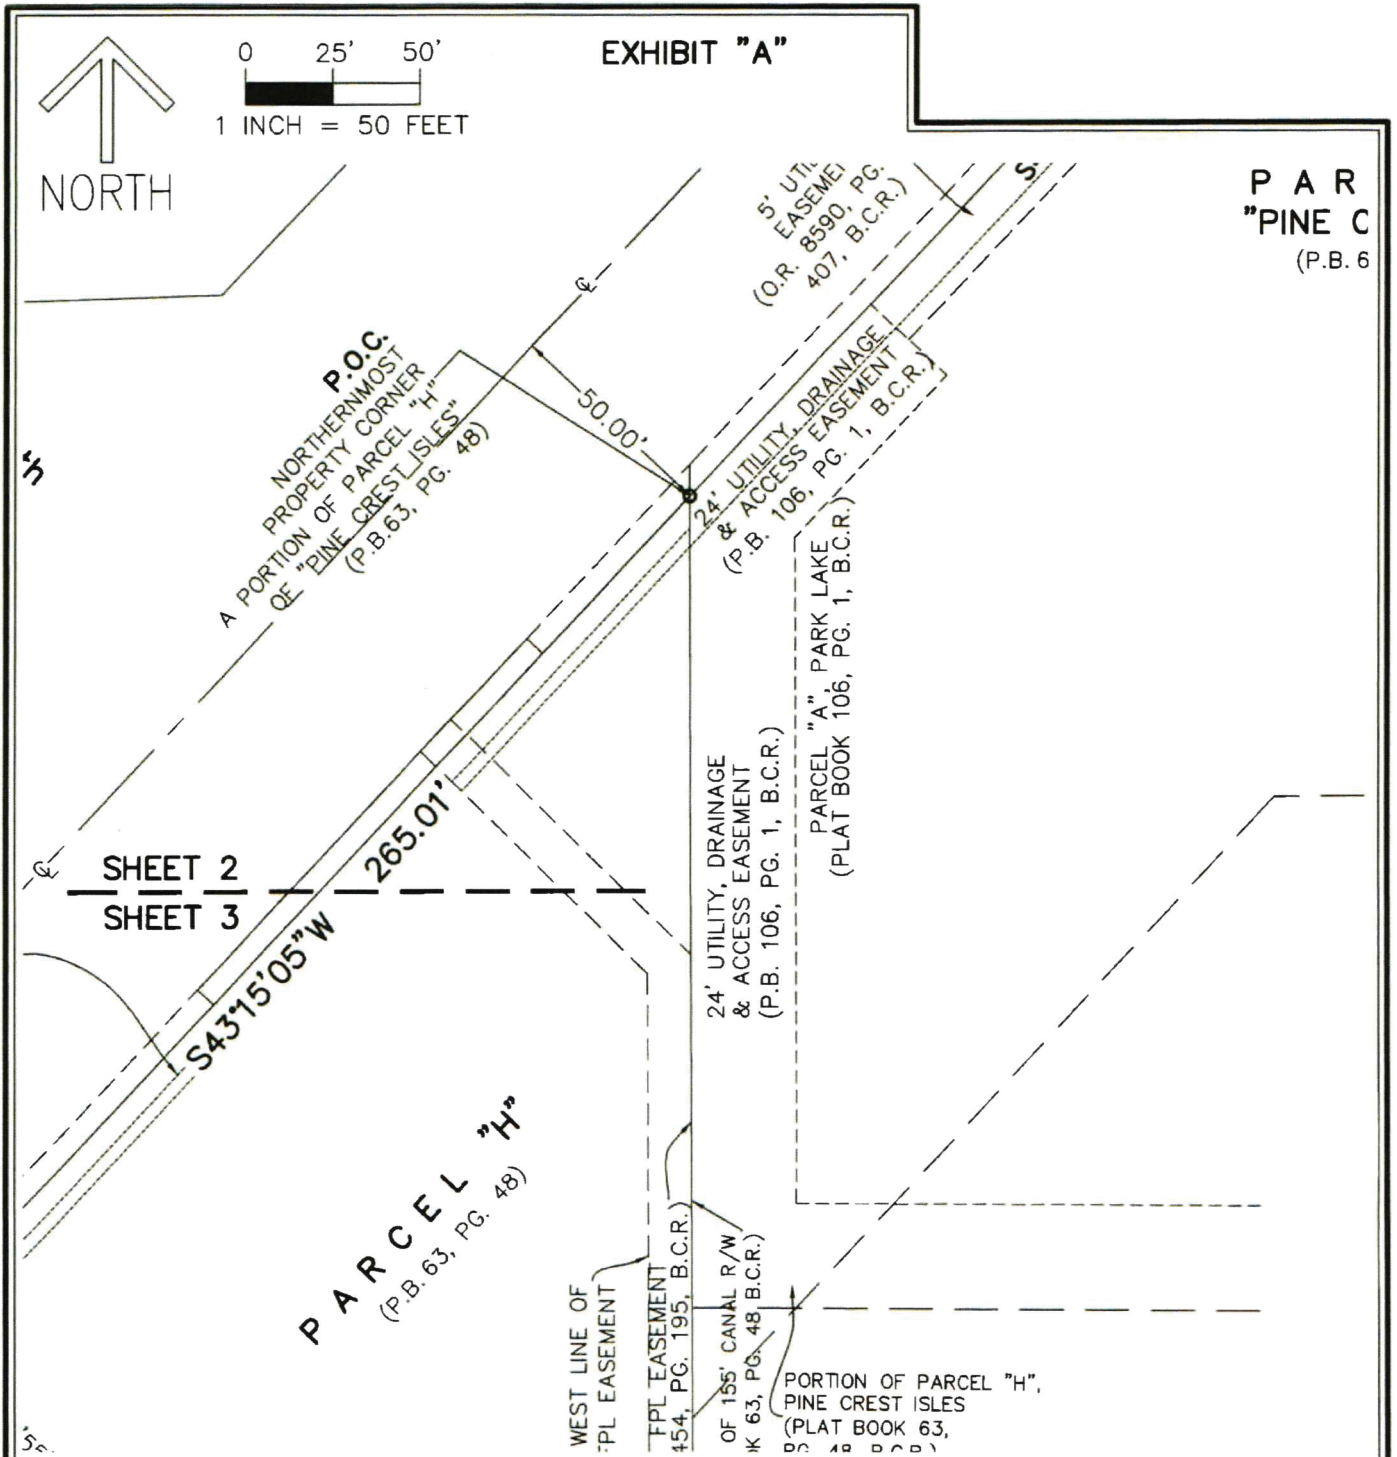 EXHIBIT "A"
0 25' 50'
1 INCH = 50 FEET
NORTH
5'
(O.R. 8590, PG.
407, B.C.R.)
P A R
"PINE C
(P.B. 6
℄
P.O.C.
NORTHERNMOST
PROPERTY CORNER
A PORTION OF PARCEL "H"
OF "PINE CREST ISLES"
(P.B.63, PG. 48)
50.00'
24' UTILITY, DRAINAGE
& ACCESS EASEMENT
(P.B. 106, PG. 1, B.C.R.)
PARCEL "A", PARK LAKE
(PLAT BOOK 106, PG. 1, B.C.R.)
24' UTILITY, DRAINAGE
& ACCESS EASEMENT
(P.B. 106, PG. 1, B.C.R.)
℄
SHEET 2
SHEET 3
265.01'
S43°15'05"W
PARCEL "H"
(P.B. 63, PG. 48)
WEST LINE OF
FPL EASEMENT
FPL EASEMENT
454, PG. 195, B.C.R.)
OF 155' CANAL R/W
OK 63, PG. 48 B.C.R.)
PORTION OF PARCEL "H",
PINE CREST ISLES
(PLAT BOOK 63,
PG. 48, B.C.R.)